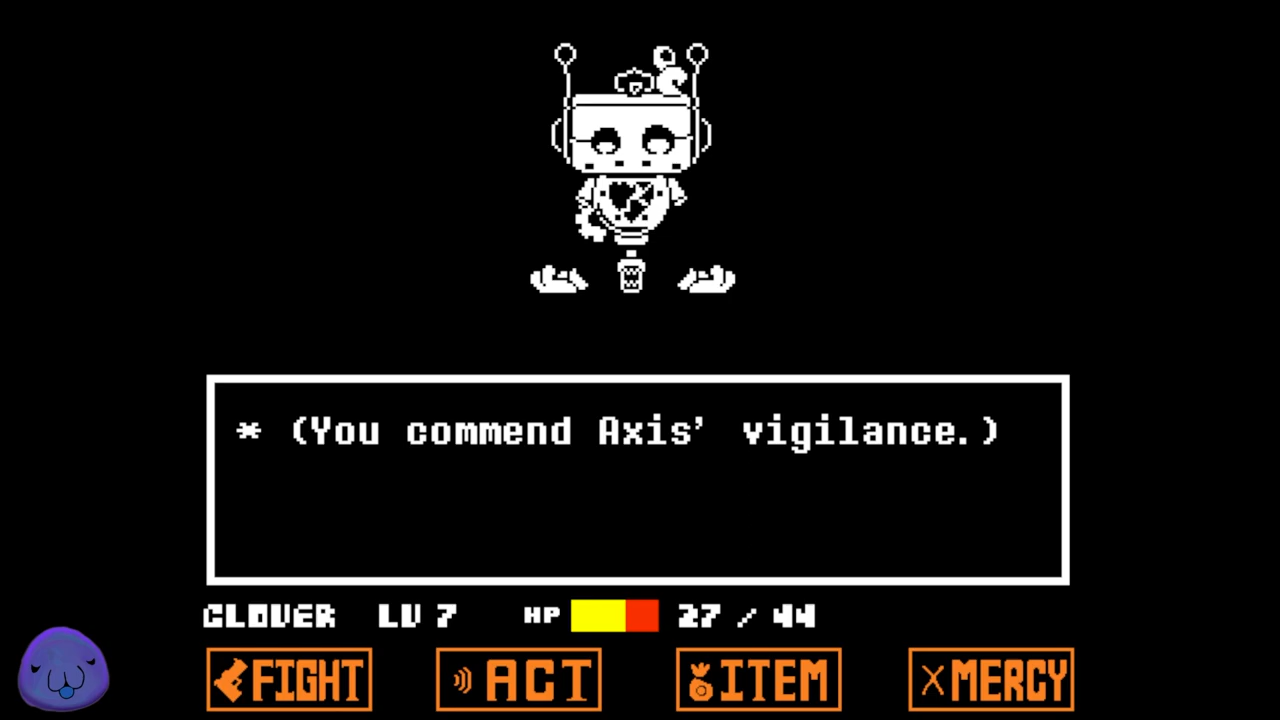 * (You commend Axis' vigilance.)
CLOVER LV 7 HP 27 / 44
FIGHT ACT ITEM MERCY